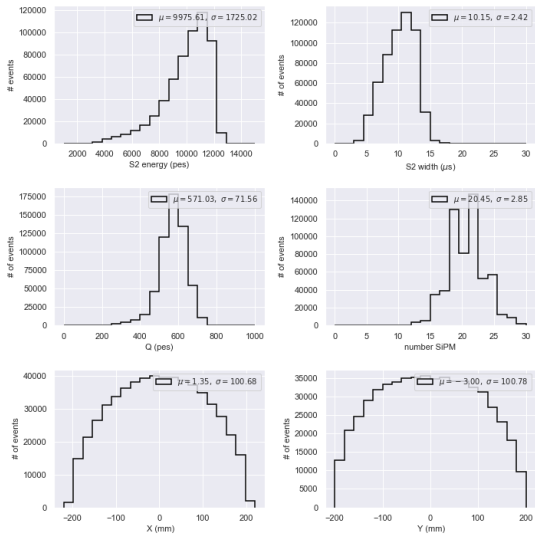 120000
100000
80000
60000
40000
20000
0
# of events
μ = 9975.61, σ = 1725.02
2000 4000 6000 8000 10000 12000 14000
S2 energy (pes)
120000
100000
80000
60000
40000
20000
0
# of events
μ = 10.15, σ = 2.42
0 5 10 15 20 25 30
S2 width (μs)
175000
150000
125000
100000
75000
50000
25000
0
# of events
μ = 571.03, σ = 71.56
0 200 400 600 800 1000
Q (pes)
140000
120000
100000
80000
60000
40000
20000
0
# of events
μ = 20.45, σ = 2.85
0 5 10 15 20 25 30
number SiPM
40000
30000
20000
10000
0
# of events
μ = 1.35, σ = 100.68
−200 −100 0 100 200
X (mm)
35000
30000
25000
20000
15000
10000
5000
0
# of events
μ = −3.00, σ = 100.78
−200 −100 0 100 200
Y (mm)